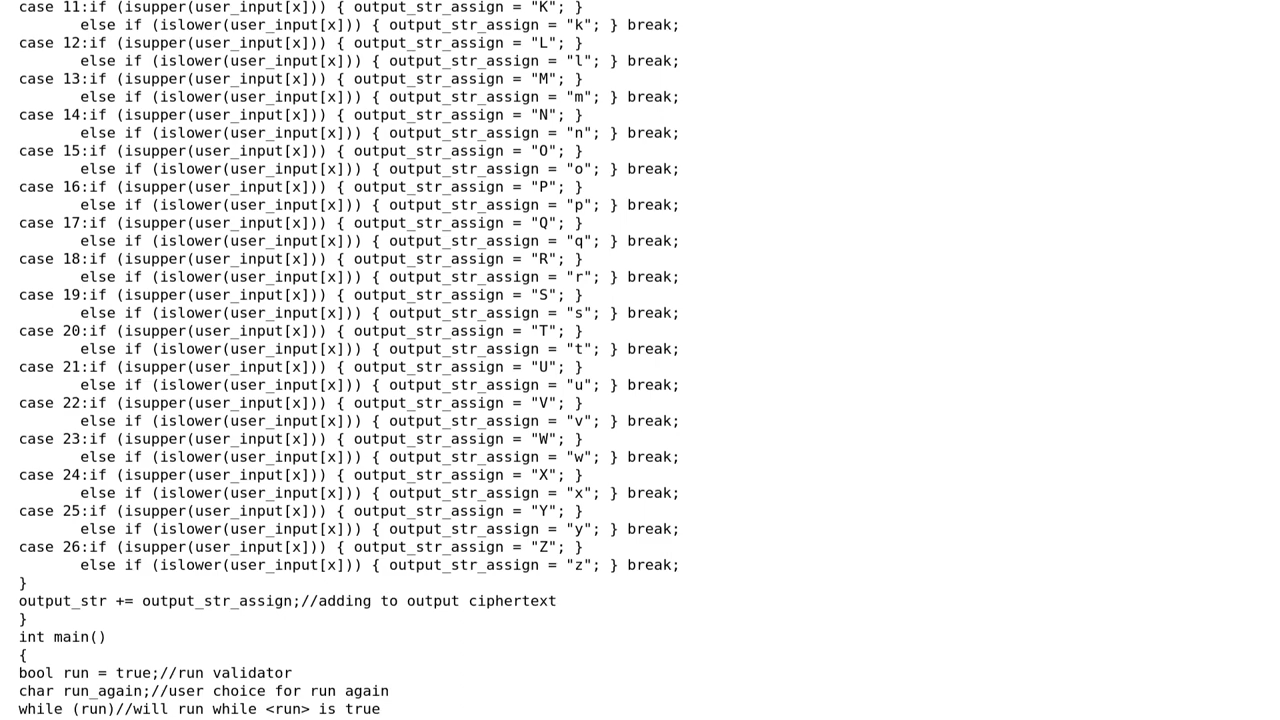 case 11:if (isupper(user_input[x])) { output_str_assign = "K"; }
else if (islower(user_input[x])) { output_str_assign = "k"; } break;
case 12:if (isupper(user_input[x])) { output_str_assign = "L"; }
else if (islower(user_input[x])) { output_str_assign = "l"; } break;
case 13:if (isupper(user_input[x])) { output_str_assign = "M"; }
else if (islower(user_input[x])) { output_str_assign = "m"; } break;
case 14:if (isupper(user_input[x])) { output_str_assign = "N"; }
else if (islower(user_input[x])) { output_str_assign = "n"; } break;
case 15:if (isupper(user_input[x])) { output_str_assign = "O"; }
else if (islower(user_input[x])) { output_str_assign = "o"; } break;
case 16:if (isupper(user_input[x])) { output_str_assign = "P"; }
else if (islower(user_input[x])) { output_str_assign = "p"; } break;
case 17:if (isupper(user_input[x])) { output_str_assign = "Q"; }
else if (islower(user_input[x])) { output_str_assign = "q"; } break;
case 18:if (isupper(user_input[x])) { output_str_assign = "R"; }
else if (islower(user_input[x])) { output_str_assign = "r"; } break;
case 19:if (isupper(user_input[x])) { output_str_assign = "S"; }
else if (islower(user_input[x])) { output_str_assign = "s"; } break;
case 20:if (isupper(user_input[x])) { output_str_assign = "T"; }
else if (islower(user_input[x])) { output_str_assign = "t"; } break;
case 21:if (isupper(user_input[x])) { output_str_assign = "U"; }
else if (islower(user_input[x])) { output_str_assign = "u"; } break;
case 22:if (isupper(user_input[x])) { output_str_assign = "V"; }
else if (islower(user_input[x])) { output_str_assign = "v"; } break;
case 23:if (isupper(user_input[x])) { output_str_assign = "W"; }
else if (islower(user_input[x])) { output_str_assign = "w"; } break;
case 24:if (isupper(user_input[x])) { output_str_assign = "X"; }
else if (islower(user_input[x])) { output_str_assign = "x"; } break;
case 25:if (isupper(user_input[x])) { output_str_assign = "Y"; }
else if (islower(user_input[x])) { output_str_assign = "y"; } break;
case 26:if (isupper(user_input[x])) { output_str_assign = "Z"; }
else if (islower(user_input[x])) { output_str_assign = "z"; } break;
}
output_str += output_str_assign;//adding to output ciphertext
}
int main()
{
bool run = true;//run validator
char run_again;//user choice for run again
while (run)//will run while <run> is true